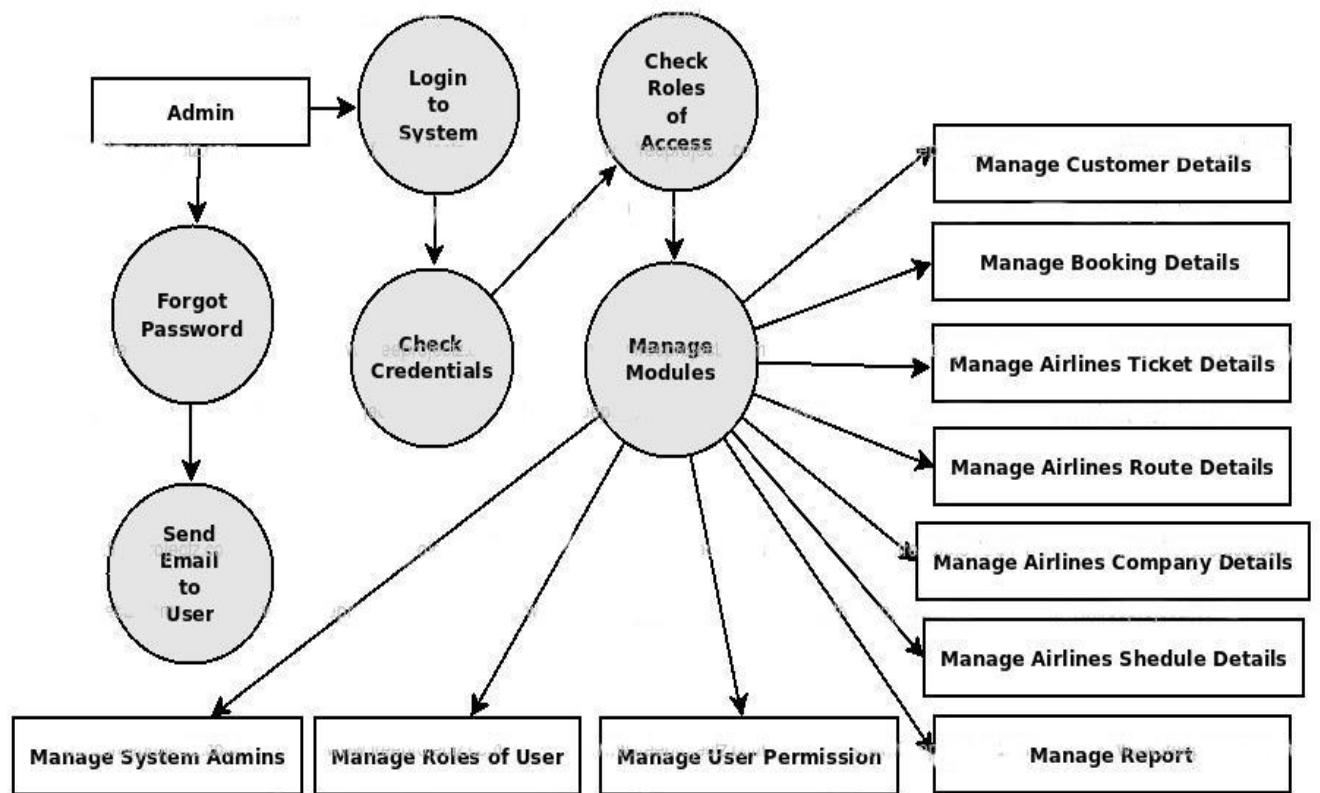 Admin
Login
to
System
Check
Roles
of
Access
Forgot
Password
Check
Credentials
Manage
Modules
Send
Email
to
User
Manage Customer Details
Manage Booking Details
Manage Airlines Ticket Details
Manage Airlines Route Details
Manage Airlines Company Details
Manage Airlines Shedule Details
Manage System Admins
Manage Roles of User
Manage User Permission
Manage Report